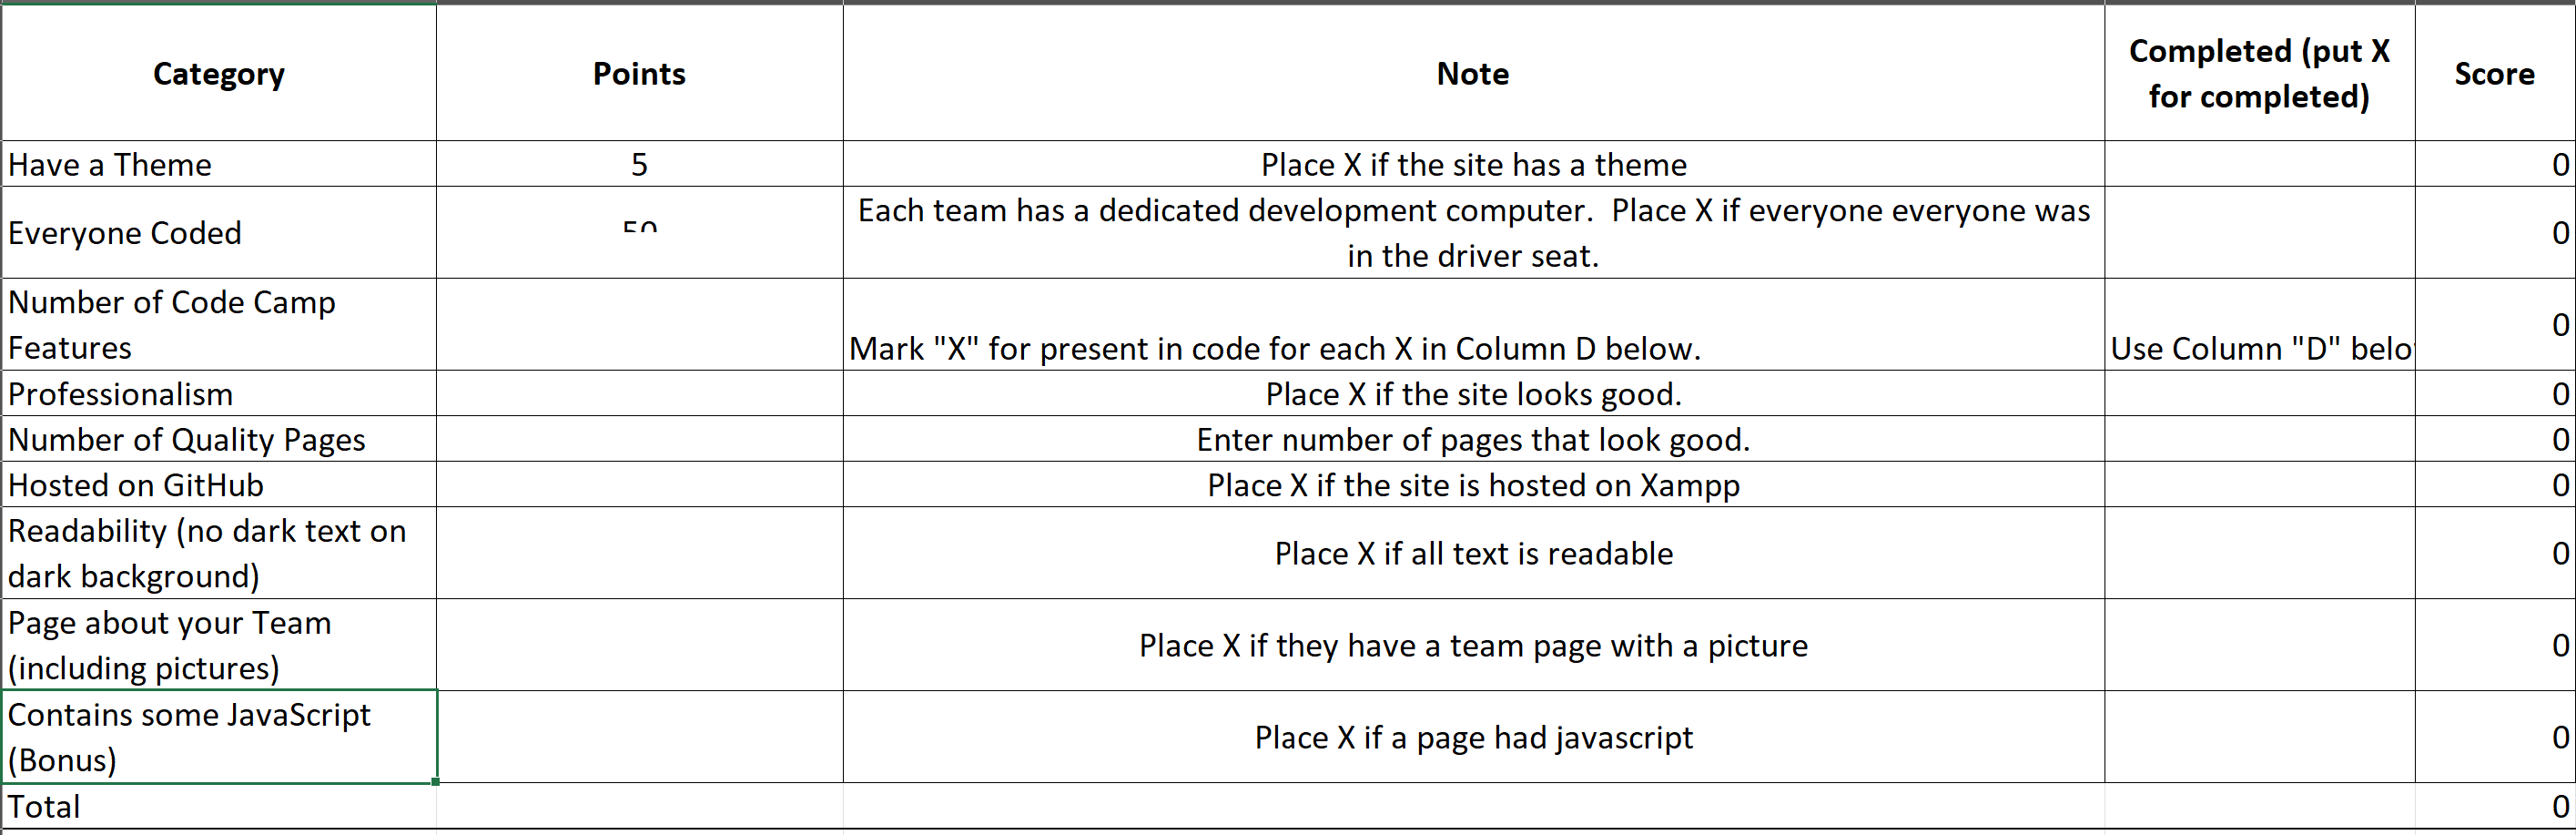 Category Points Note Completed (put X
for completed) Score
Have a Theme 5 Place X if the site has a theme 0
Everyone Coded Each team has a dedicated development computer.  Place X if everyone everyone was
in the driver seat. 0
Number of Code Camp
Features Mark "X" for present in code for each X in Column D below. Use Column "D" 0
Professionalism Place X if the site looks good. 0
Number of Quality Pages Enter number of pages that look good. 0
Hosted on GitHub Place X if the site is hosted on Xampp 0
Readability (no dark text on
dark background) Place X if all text is readable 0
Page about your Team
(including pictures) Place X if they have a team page with a picture 0
Contains some JavaScript
(Bonus) Place X if a page had javascript 0
Total 0